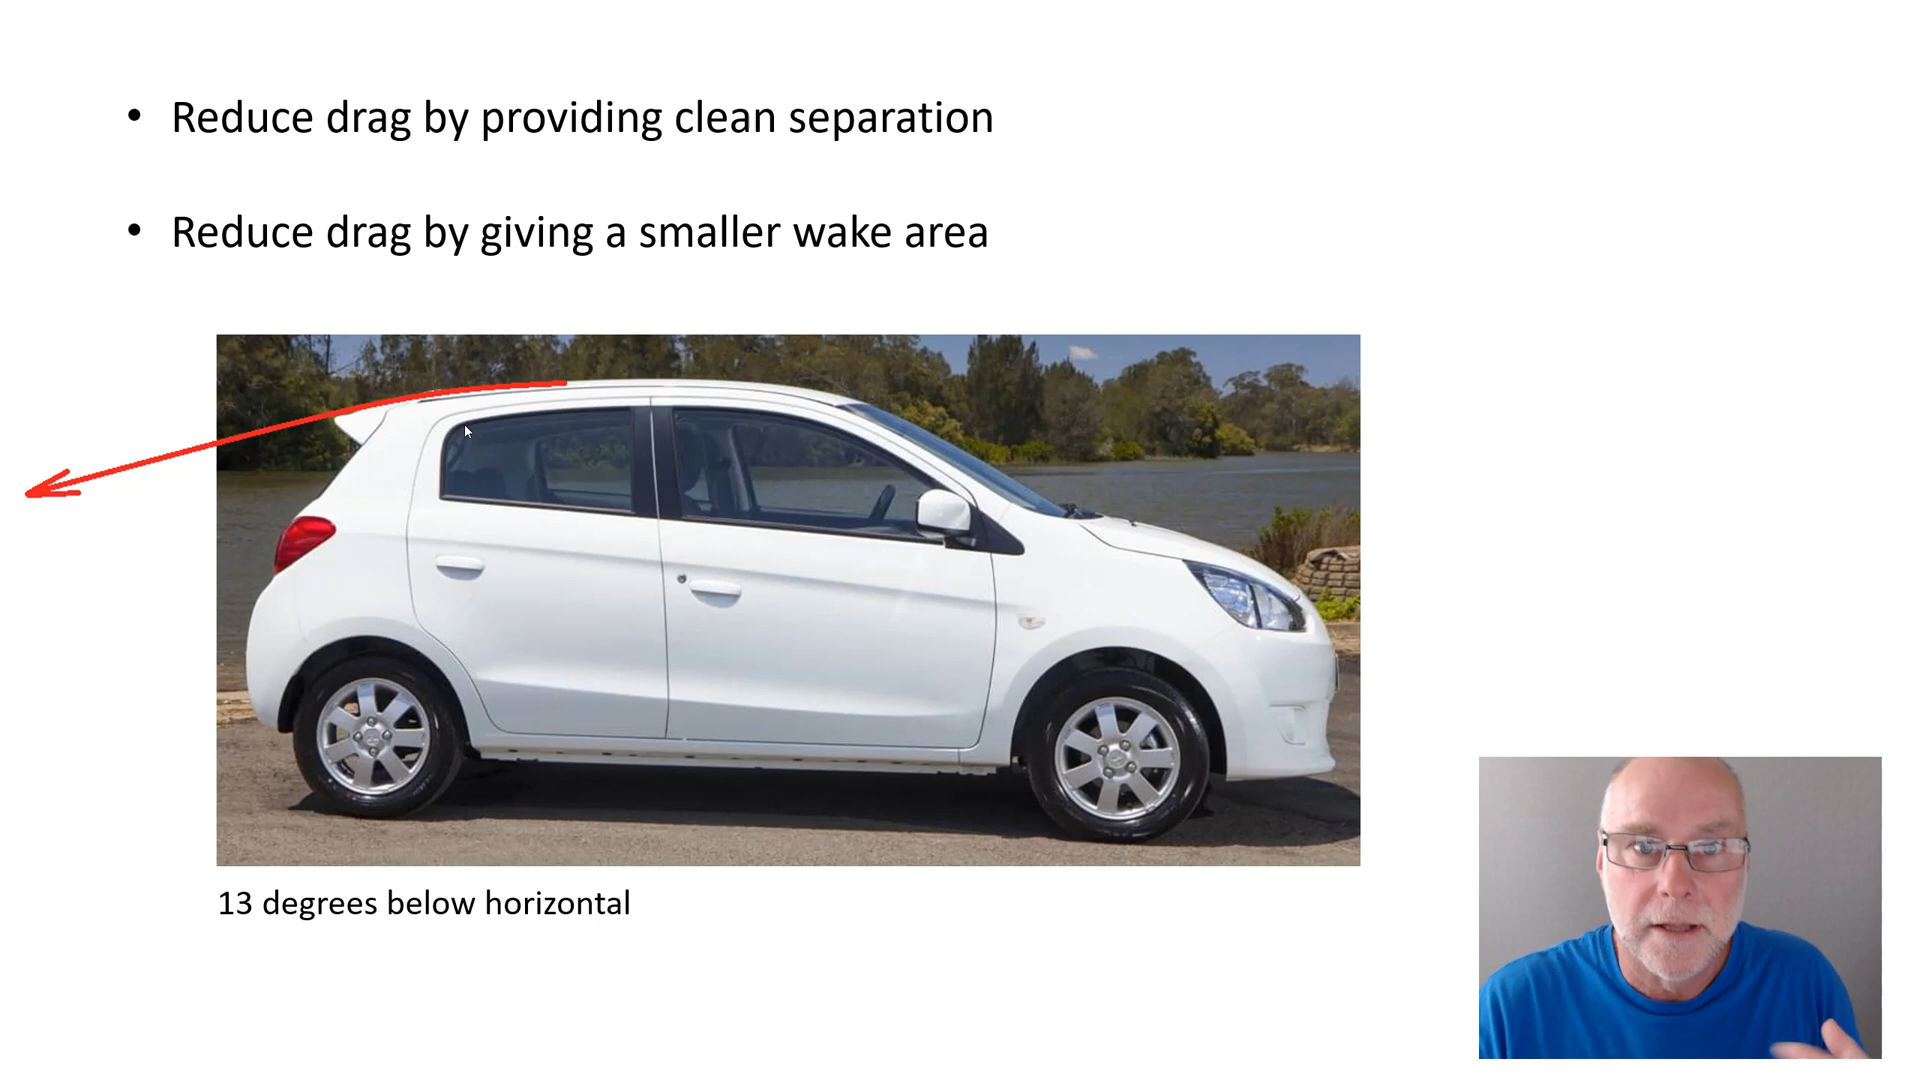 • Reduce drag by providing clean separation
• Reduce drag by giving a smaller wake area
13 degrees below horizontal